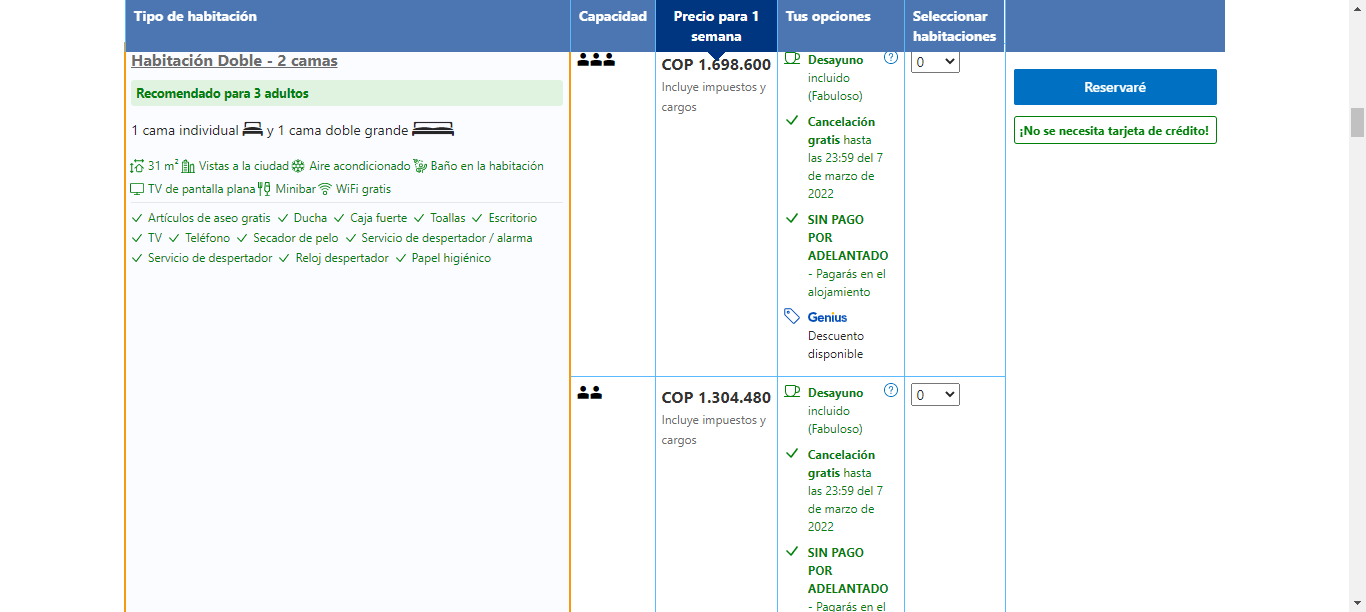 Tipo de habitación
Capacidad
Precio para 1
semana
Tus opciones
Seleccionar
habitaciones
Habitación Doble - 2 camas
Recomendado para 3 adultos
1 cama individual y 1 cama doble grande
31 m² Vistas a la ciudad Aire acondicionado Baño en la habitación
TV de pantalla plana Minibar WiFi gratis
Artículos de aseo gratis Ducha Caja fuerte Toallas Escritorio
TV Teléfono Secador de pelo Servicio de despertador / alarma
Servicio de despertador Reloj despertador Papel higiénico
COP 1.698.600
Incluye impuestos y
cargos
Desayuno
incluido
(Fabuloso)
Cancelación
gratis hasta
las 23:59 del 7
de marzo de
2022
SIN PAGO
POR
ADELANTADO
- Pagarás en el
alojamiento
Genius
Descuento
disponible
0
Reservaré
¡No se necesita tarjeta de crédito!
COP 1.304.480
Incluye impuestos y
cargos
Desayuno
incluido
(Fabuloso)
Cancelación
gratis hasta
las 23:59 del 7
de marzo de
2022
SIN PAGO
POR
ADELANTADO
- Pagarás en el
0